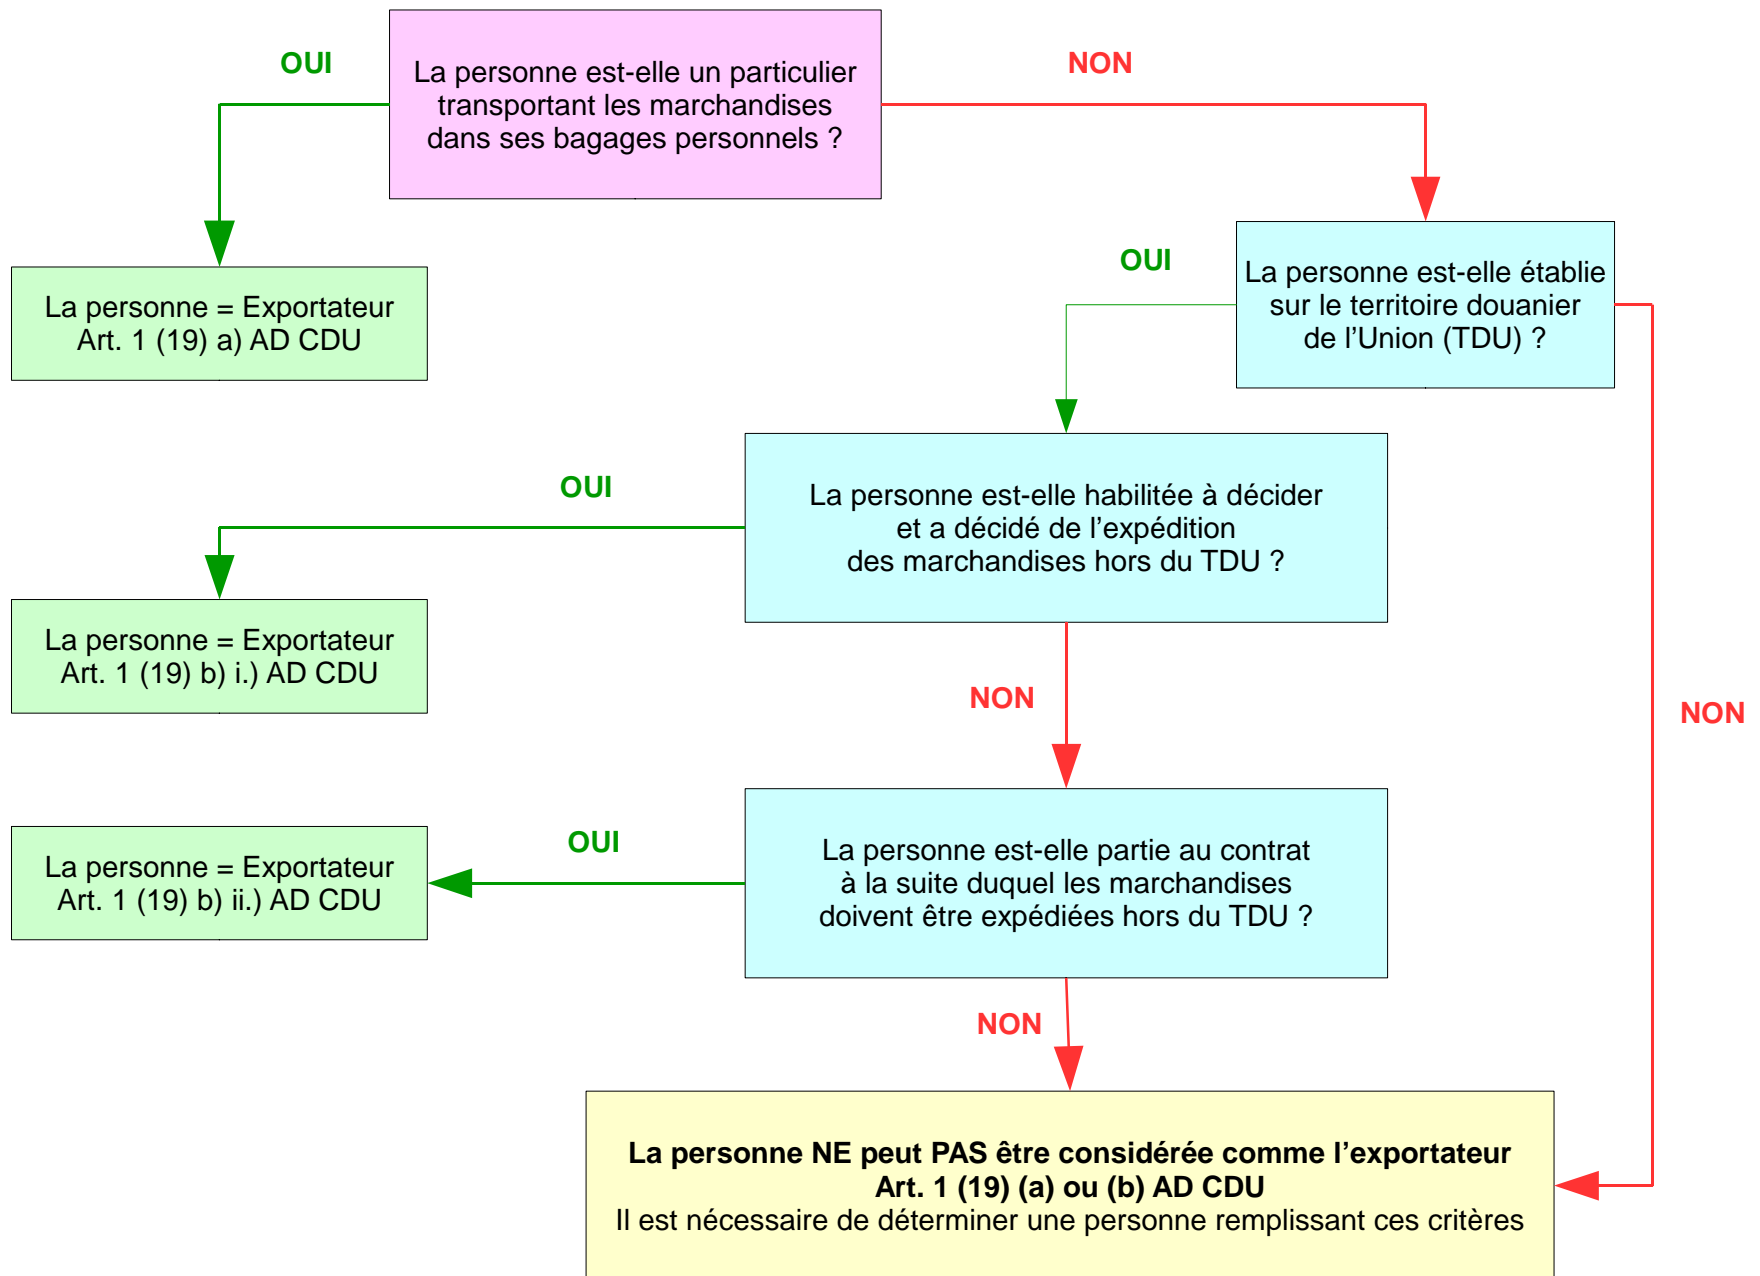 OUI
La personne est-elle un particulier
transportant les marchandises
dans ses bagages personnels ?
NON
La personne = Exportateur
Art. 1 (19) a) AD CDU
OUI
La personne est-elle établie
sur le territoire douanier
de l’Union (TDU) ?
OUI
La personne est-elle habilitée à décider
et a décidé de l’expédition
des marchandises hors du TDU ?
La personne = Exportateur
Art. 1 (19) b) i.) AD CDU
NON
NON
La personne = Exportateur
Art. 1 (19) b) ii.) AD CDU
OUI
La personne est-elle partie au contrat
à la suite duquel les marchandises
doivent être expédiées hors du TDU ?
NON
La personne NE peut PAS être considérée comme l’exportateur
Art. 1 (19) (a) ou (b) AD CDU
Il est nécessaire de déterminer une personne remplissant ces critères